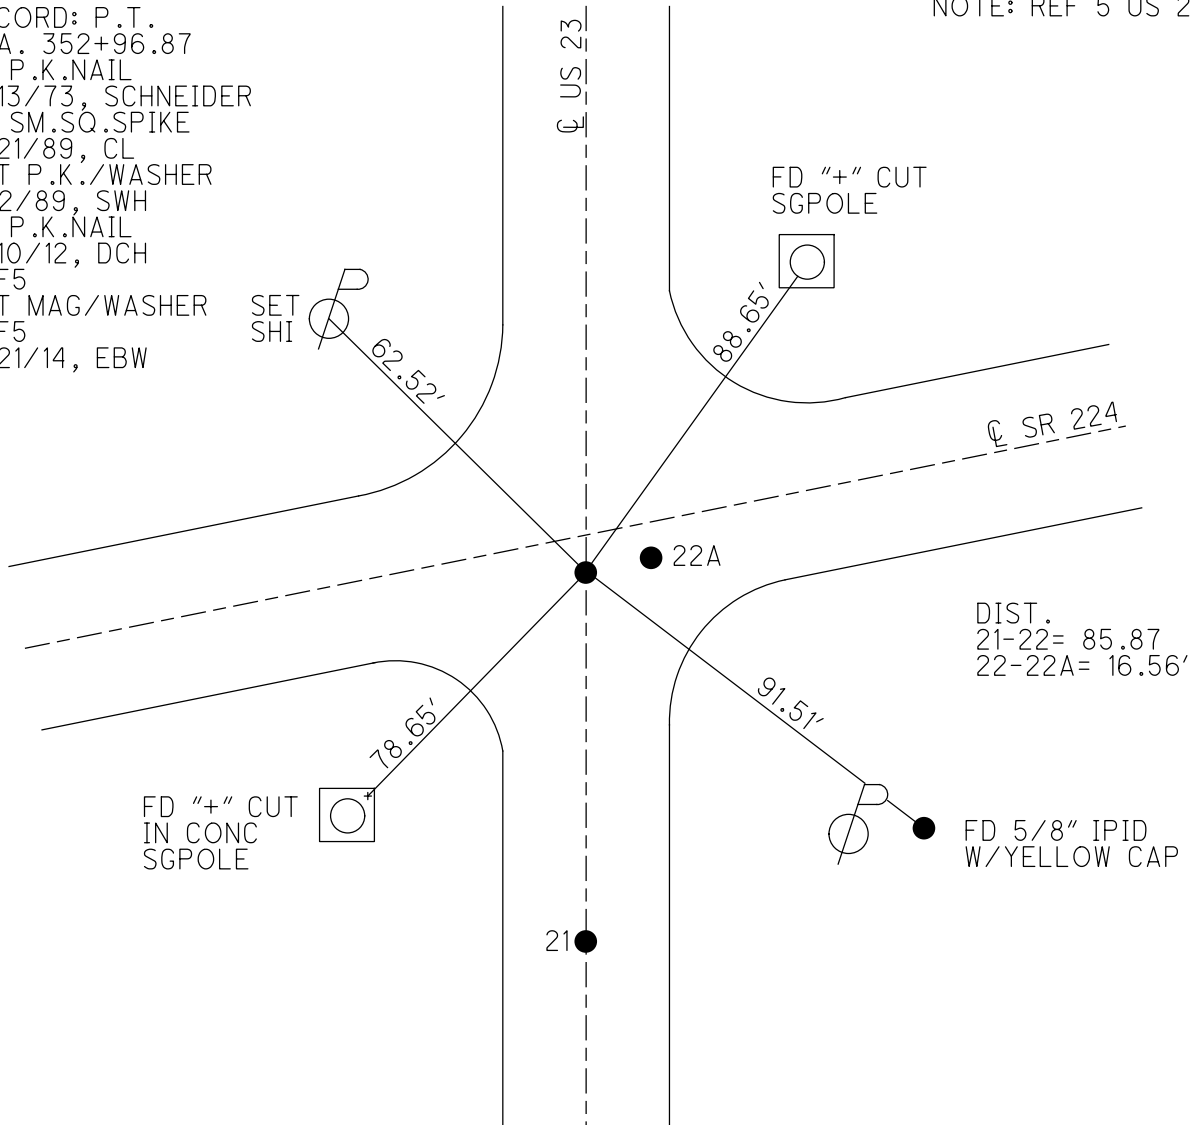 CORD: P.T.
A. 352+96.87
P.K.NAIL
13/73, SCHNEIDER
SM.SQ.SPIKE
21/89, CL
T P.K./WASHER
2/89, SWH
P.K.NAIL
10/12, DCH
F5
T MAG/WASHER
F5
21/14, EBW
NOTE: REF 5 US 2
℄ US 23
FD "+" CUT
SGPOLE
SET
SHI
62.52'
88.65'
℄ SR 224
22A
DIST.
21-22= 85.87
22-22A= 16.56'
91.51'
78.65'
FD "+" CUT
IN CONC
SGPOLE
FD 5/8" IPID
W/YELLOW CAP
21